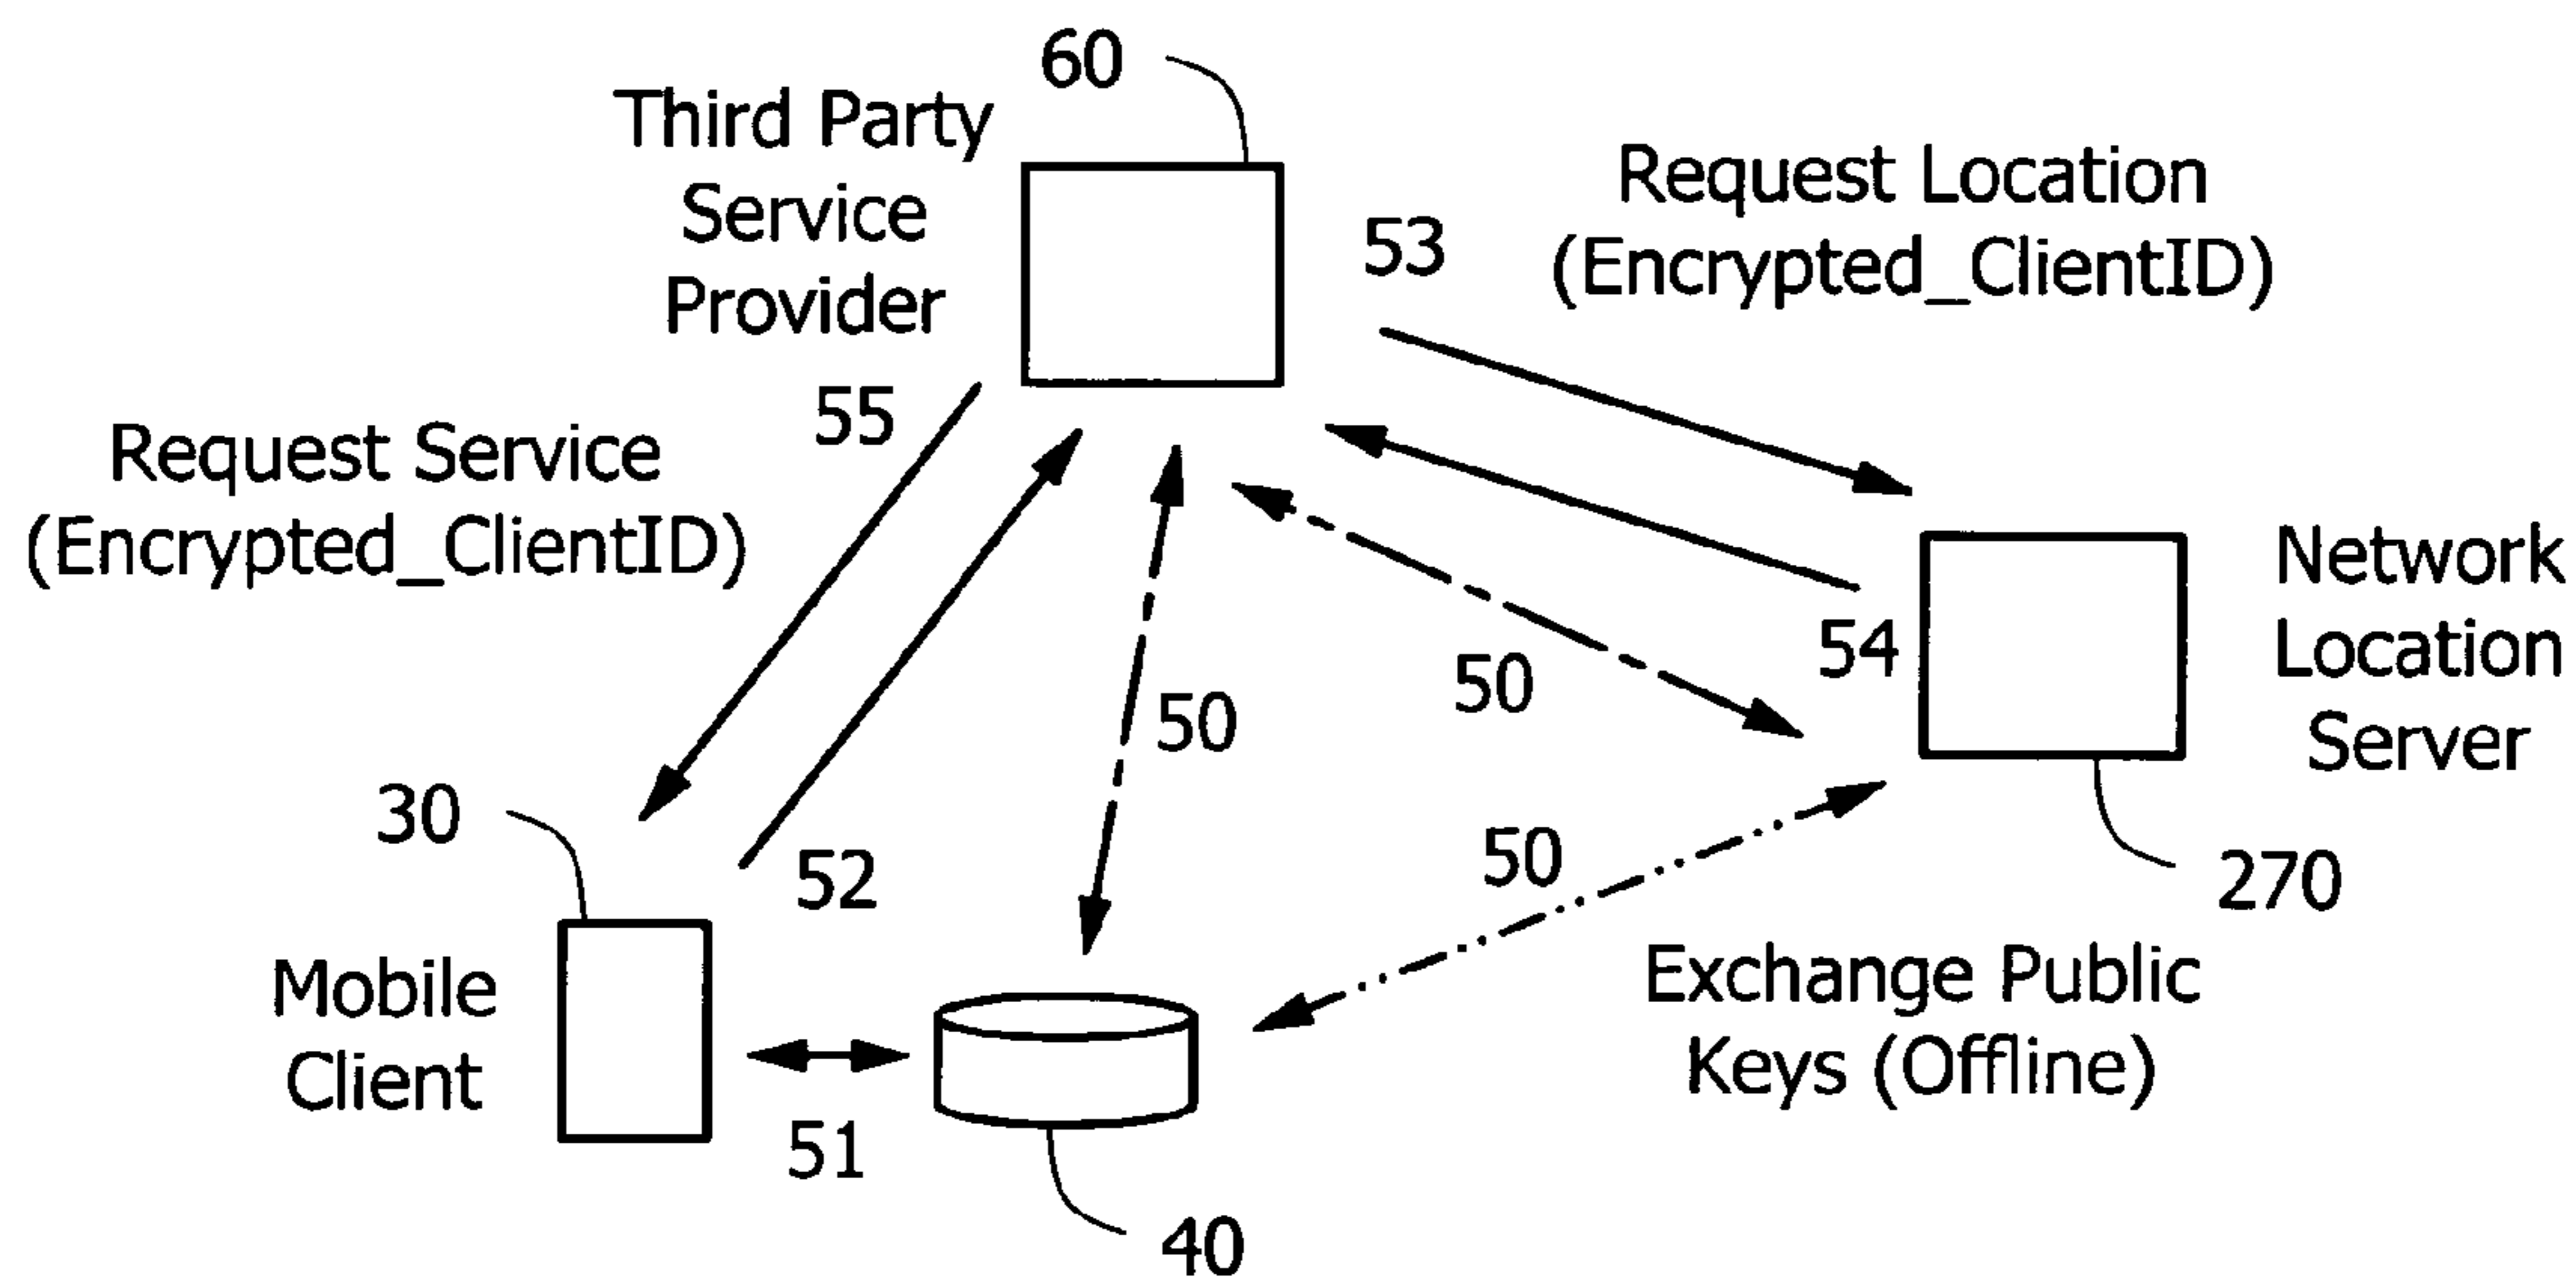 60
Third Party
Service
Provider
Request Location
(Encrypted_ClientID)
53
55
Request Service
(Encrypted_ClientID)
Network
Location
Server
54
50
50
50
30
52
270
Mobile
Client
Exchange Public
Keys (Offline)
51
40